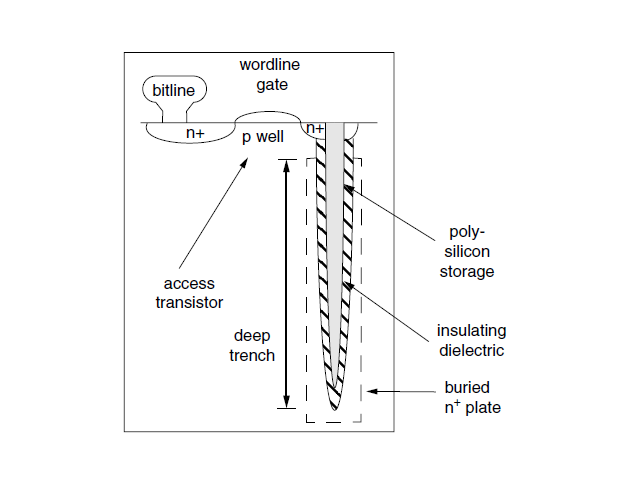 wordline
gate
bitline
n+
p well
n+
poly-
silicon
storage
access
transistor
deep
trench
insulating
dielectric
buried
n+ plate